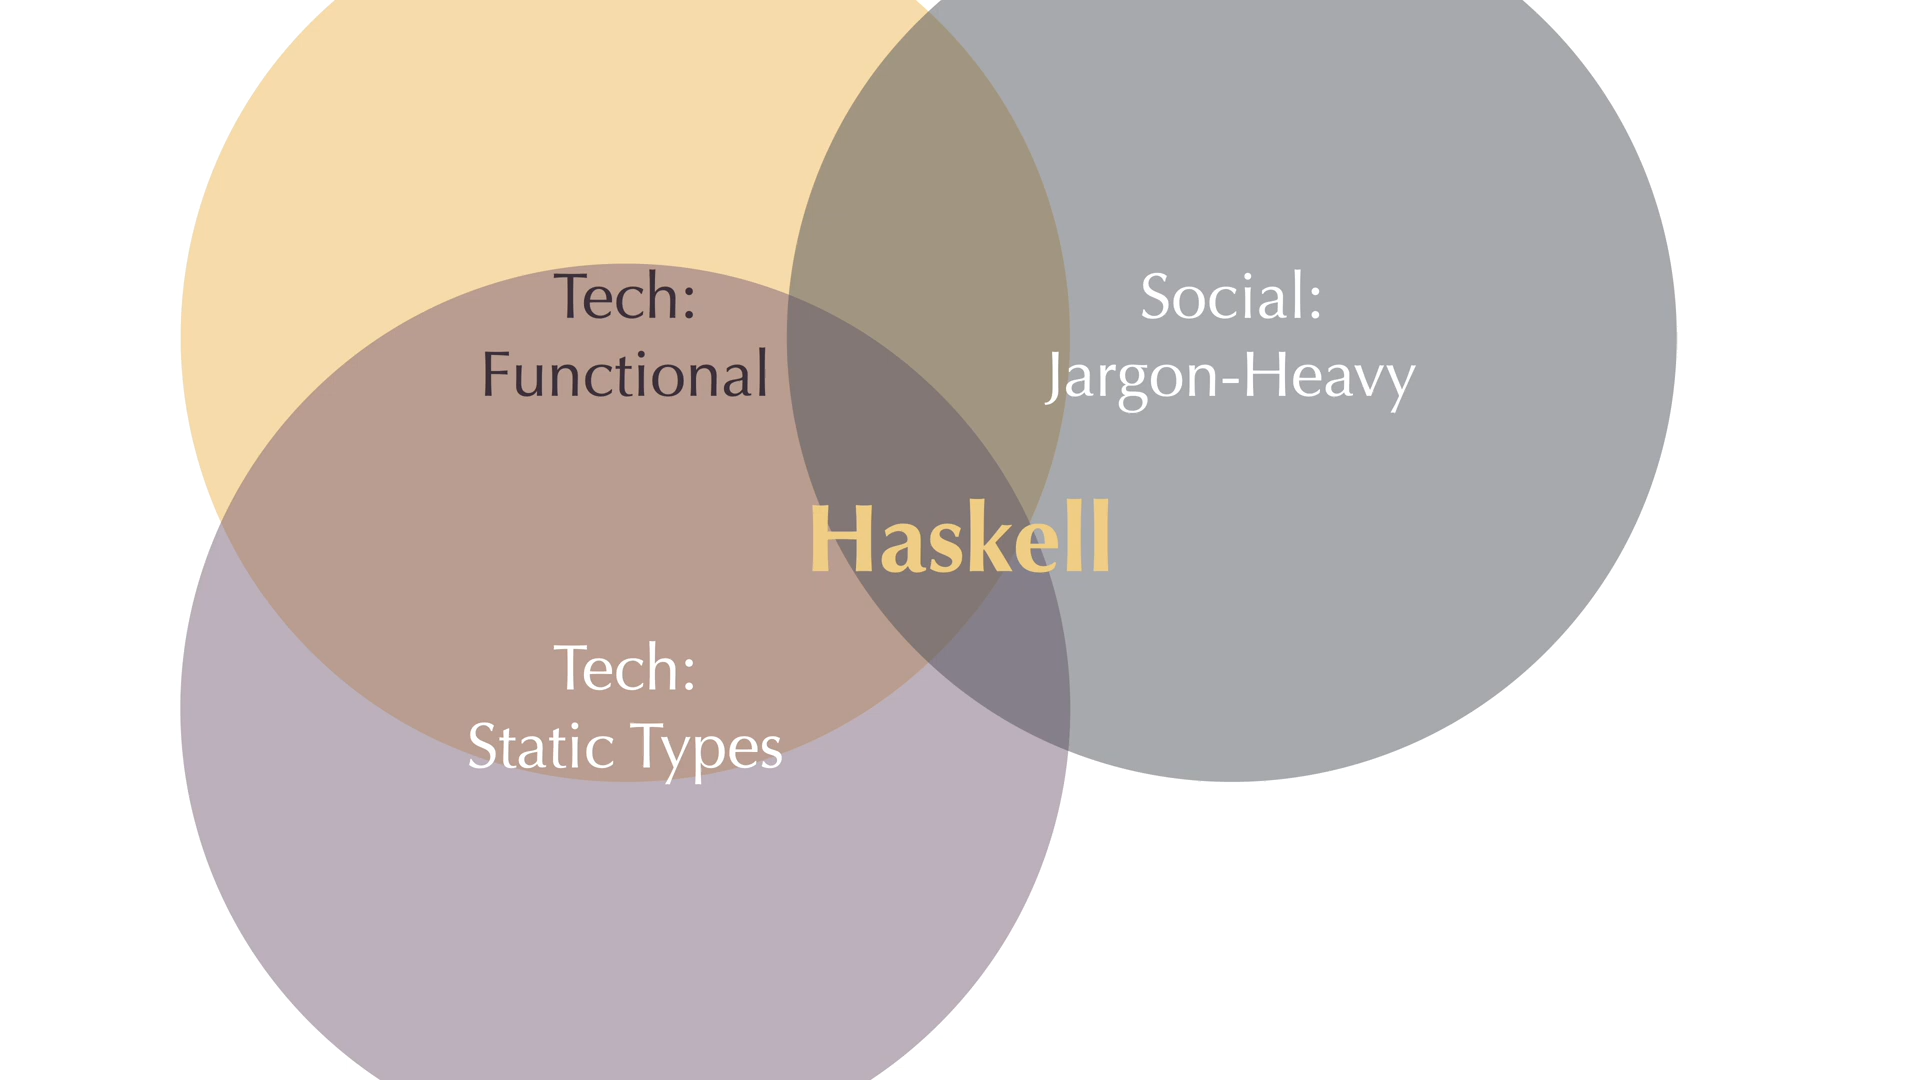 Tech:
Functional
Social:
Jargon-Heavy
Haskell
Tech:
Static Types